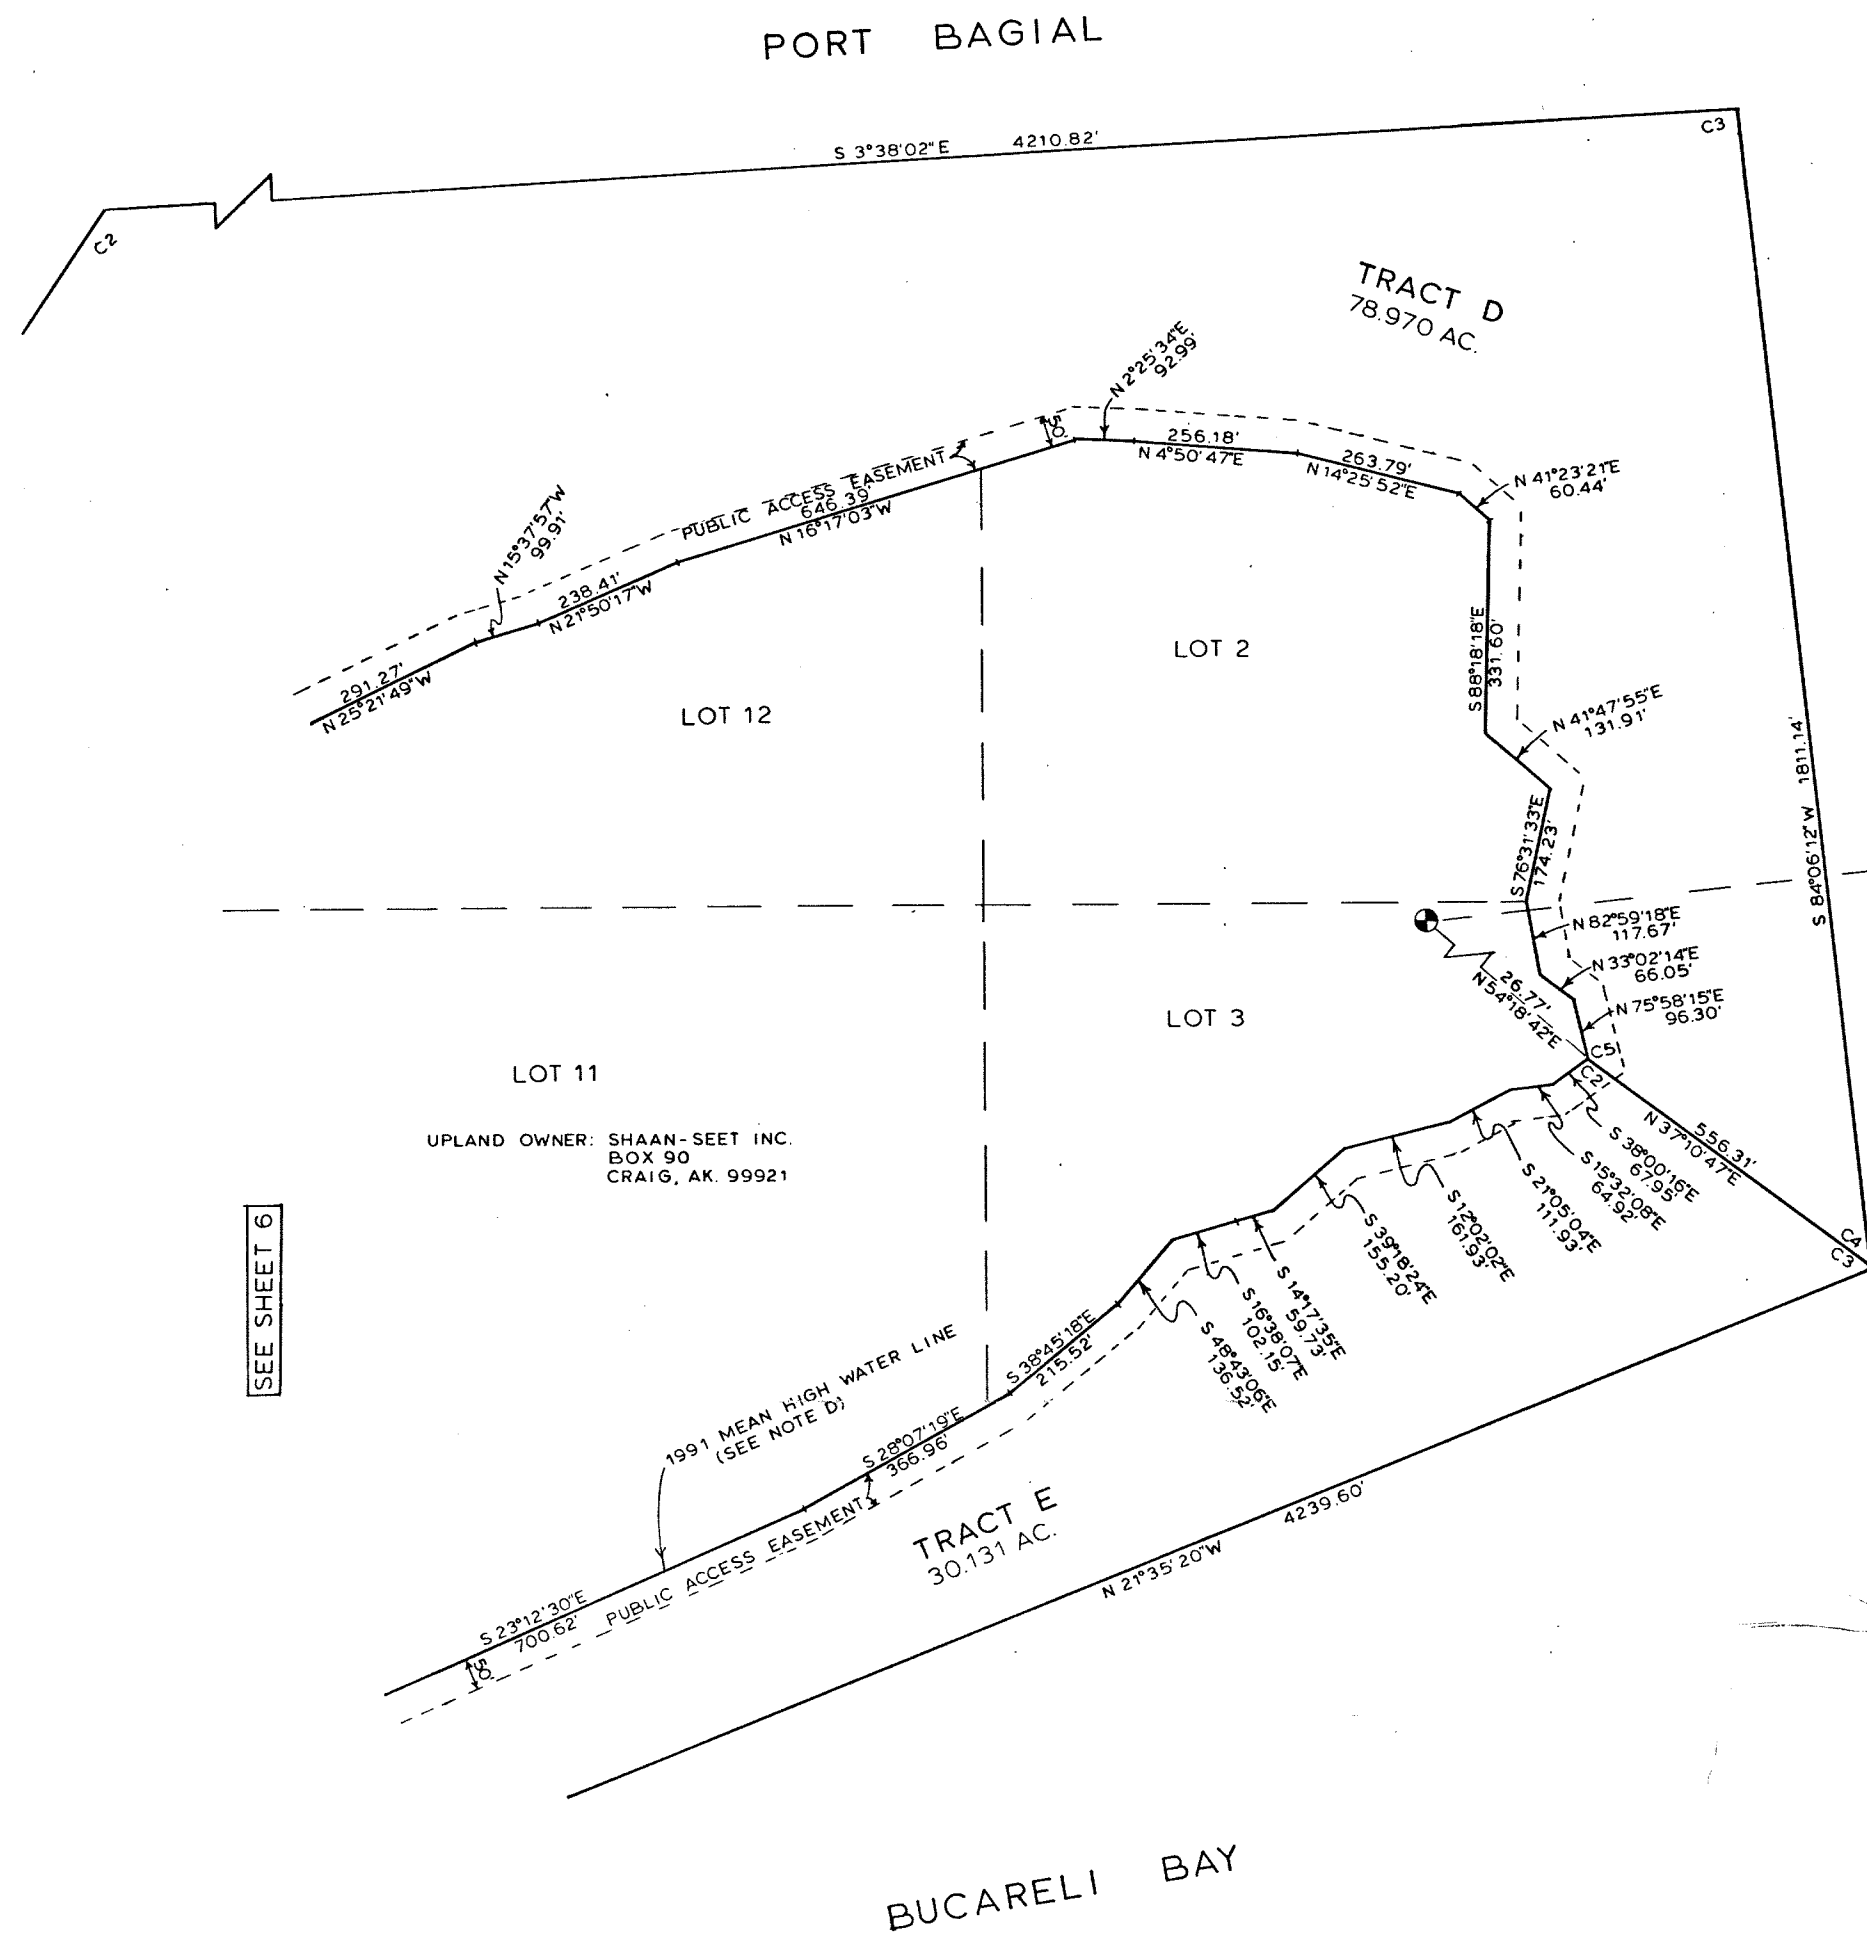 PORT BAGIAL
S 3°38'02"E 4210.82'
C3
C2
TRACT D
78.970 AC.
N 2°25'34"E
92.99'
50'
256.18'
N 4°50'47"E
263.79'
N 14°25'52"E
N 41°23'21"E
60.44'
PUBLIC ACCESS EASEMENT
646.39'
N 16°17'03"W
N 15°37'57"W
99.91'
238.41'
N 21°50'17"W
291.27'
N 25°21'49"W
LOT 12
LOT 2
S 88°18'18"E
331.60'
N 41°47'55"E
131.91'
S 84°06'12"W 1811.14'
S 76°31'33"E
174.23'
N 82°59'18"E
117.67'
N 33°02'14"E
66.05'
N 75°58'15"E
96.30'
26.77'
N 54°18'42"E
LOT 3
C5
C2
LOT 11
UPLAND OWNER: SHAAN-SEET INC.
BOX 90
CRAIG, AK. 99921
556.31'
N 37°10'47"E
S 38°00'16"E
67.95'
S 15°32'08"E
64.92'
S 21°05'04"E
111.93'
S 12°02'02"E
161.93'
S 39°18'24"E
155.20'
S 14°17'35"E
59.73'
S 16°38'07"E
102.15'
S 48°43'06"E
136.52'
C4
C3
SEE SHEET 6
S 38°45'18"E
215.52'
1991 MEAN HIGH WATER LINE
(SEE NOTE D)
S 28°07'19"E
366.96'
PUBLIC ACCESS EASEMENT
TRACT E
30.131 AC.
4239.60'
N 21°35'20"W
S 23°12'30"E
700.62'
50'
BUCARELI BAY